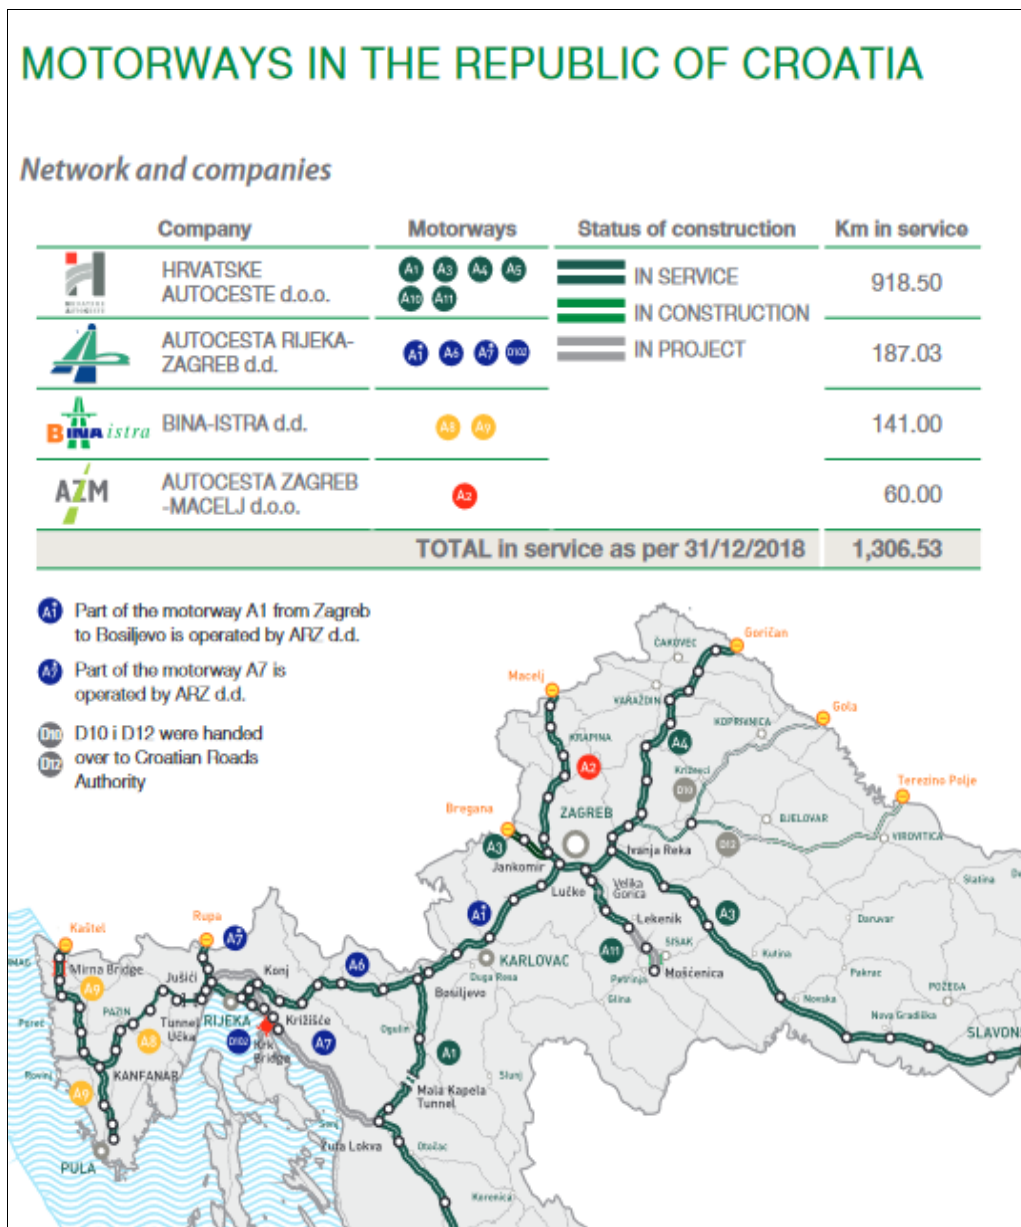 MOTORWAYS IN THE REPUBLIC OF CROATIA
Network and companies
Company
Motorways
Status of construction
Km in service
HRVATSKE
AUTOCESTE d.o.o.
A1 A3 A4 A5
A10 A11
IN SERVICE
IN CONSTRUCTION
IN PROJECT
918.50
AUTOCESTA RIJEKA-
ZAGREB d.d.
A1 A6 A7 D102
187.03
BINA istra
BINA-ISTRA d.d.
A8 A9
141.00
AZM
AUTOCESTA ZAGREB
-MACELJ d.o.o.
A2
60.00
TOTAL in service as per 31/12/2018
1,306.53
A1 Part of the motorway A1 from Zagreb
to Bosiljevo is operated by ARZ d.d.
A7 Part of the motorway A7 is
operated by ARZ d.d.
D10 D10 i D12 were handed
D12 over to Croatian Roads
Authority
Goričan
ČAKOVEC
Macelj
VARAŽDIN
Gola
KOPRIVNICA
KRAPINA
A4
A2
Križevci
D10
Terezino Polje
Bregana
ZAGREB
BJELOVAR
VIROVITICA
A3
D12
Ivanja Reka
Jankomir
Lučko
Velika
Gorica
Slatina
A1
Lekenik
A3
Daruvar
Kaštel
Rupa
A7
A11
SISAK
Kutina
Mirna Bridge
Jušići
Konj
A6
KARLOVAC
Duga Resa
Petrinja
Mošćenica
Pakrac
A9
Glina
Bosiljevo
Novska
POŽEGA
PAZIN
Tunnel
Učka
RIJEKA
Križišće
Ogulin
Nova Gradiška
Poreč
A8
D102
Krk
Bridge
A7
A1
SLAVON
KANFANAR
Rovinj
Slunj
A9
Mala Kapela
Tunnel
Senj
Žuta Lokva
Otočac
PULA
Korenica